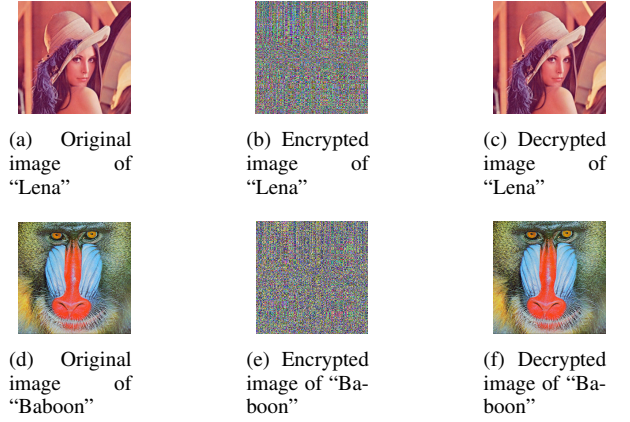 (a) Original
image of
“Lena”
(b) Encrypted
image of
“Lena”
(c) Decrypted
image of
“Lena”
(d) Original
image of
“Baboon”
(e) Encrypted
image of “Ba-
boon”
(f) Decrypted
image of “Ba-
boon”